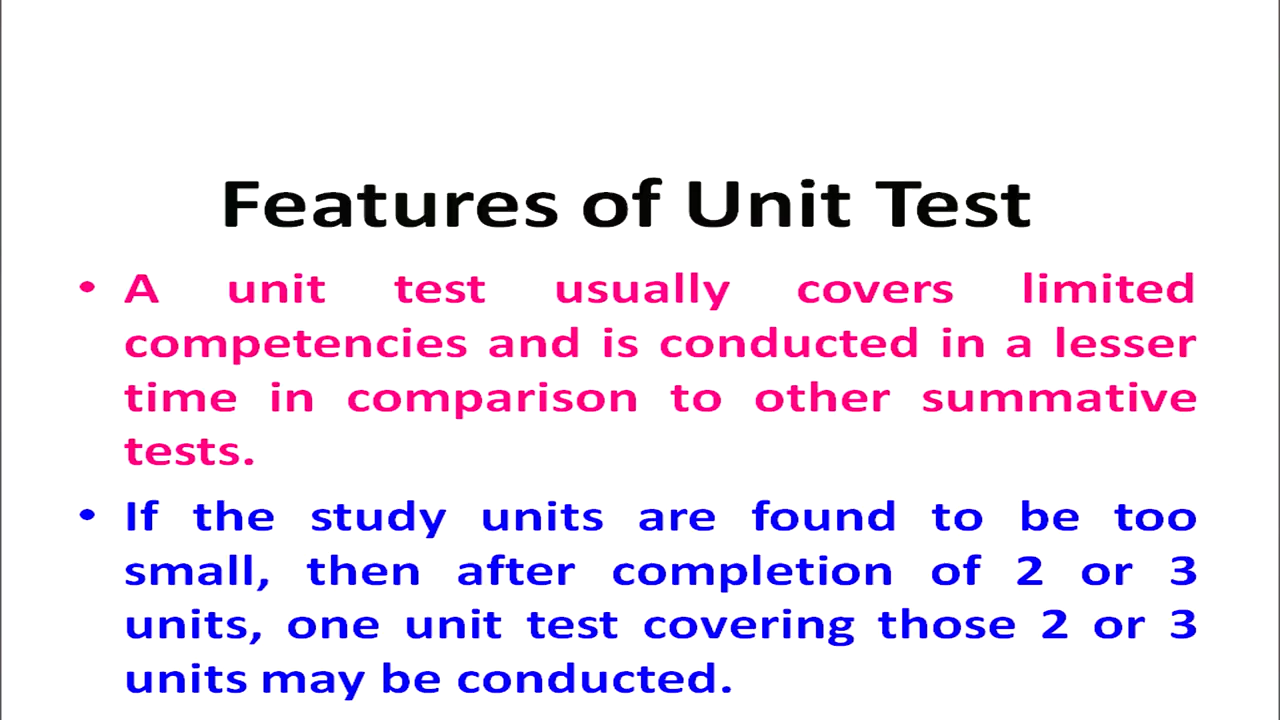 Features of Unit Test
• A unit test usually covers limited
competencies and is conducted in a lesser
time in comparison to other summative
tests.
• If the study units are found to be too
small, then after completion of 2 or 3
units, one unit test covering those 2 or 3
units may be conducted.